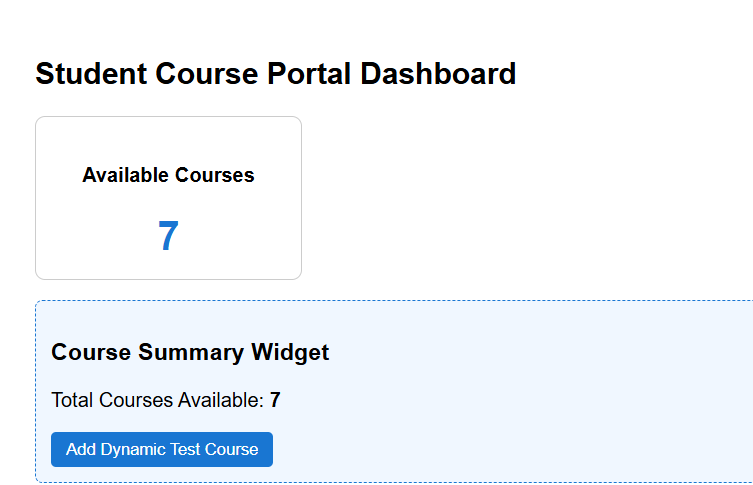 Student Course Portal Dashboard
Available Courses
7
Course Summary Widget
Total Courses Available: 7
Add Dynamic Test Course